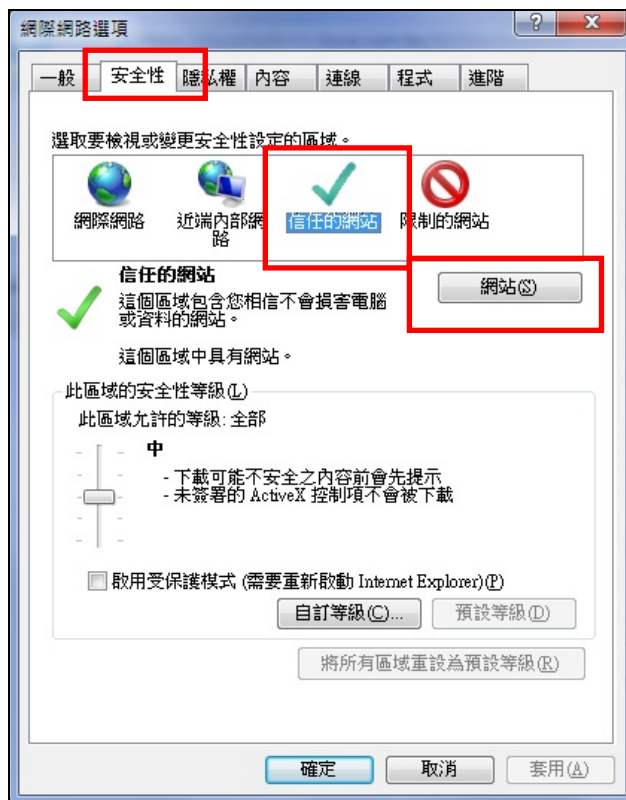 網際網路選項
一般 安全性 隱私權 內容 連線 程式 進階
選取要檢視或變更安全性設定的區域。
網際網路 近端內部網路 信任的網站 限制的網站
信任的網站
網站(S)
這個區域包含您相信不會損害電腦
或資料的網站。
這個區域中具有網站。
此區域的安全性等級(L)
此區域允許的等級: 全部
中
- 下載可能不安全之內容前會先提示
- 未簽署的 ActiveX 控制項不會被下載
啟用受保護模式 (需要重新啟動 Internet Explorer)(P)
自訂等級(C)... 預設等級(D)
將所有區域重設為預設等級(R)
確定 取消 套用(A)